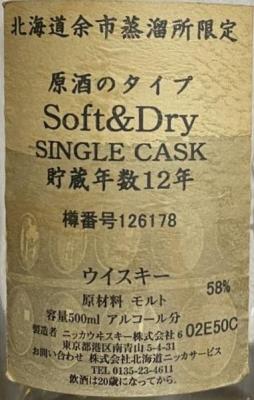 北海道余市蒸溜所限定
原酒のタイプ
Soft&Dry
SINGLE CASK
貯蔵年数12年
樽番号126178
ウイスキー
原材料 モルト
58%
容量500ml アルコール分
製造者 ニッカウヰスキー株式会社 6 02E50C
東京都港区南青山 5-4-31
お問い合わせ 株式会社北海道ニッカサービス
TEL 0135-23-4611
飲酒は20歳になってから。